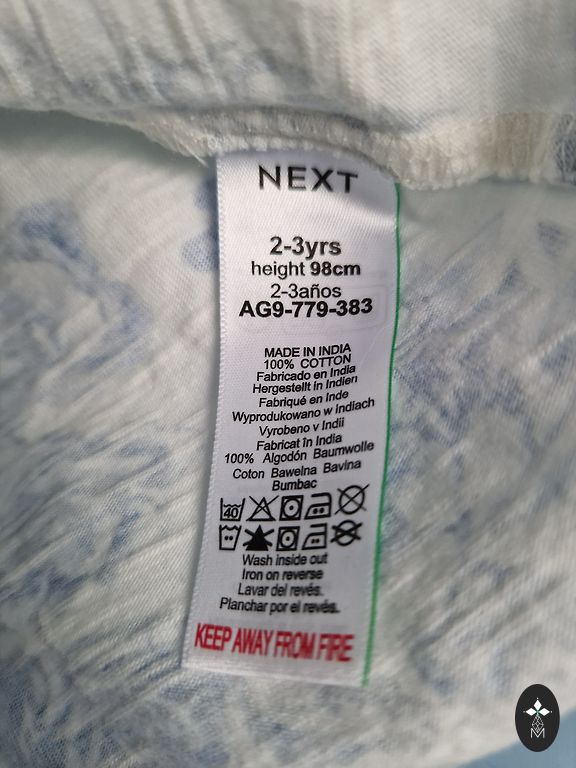 NEXT
2-3yrs
height 98cm
2-3años
AG9-779-383
MADE IN INDIA
100% COTTON
Fabricado en India
Hergestellt in Indien
Fabriqué en Inde
Wyprodukowano w Indiach
Vyrobeno v Indii
Fabricat în India
100% Algodón Baumwolle
Coton Bawełna Bavlna
Bumbac
40
Wash inside out
Iron on reverse
Lavar del revés.
Planchar por el revés.
KEEP AWAY FROM FIRE
M